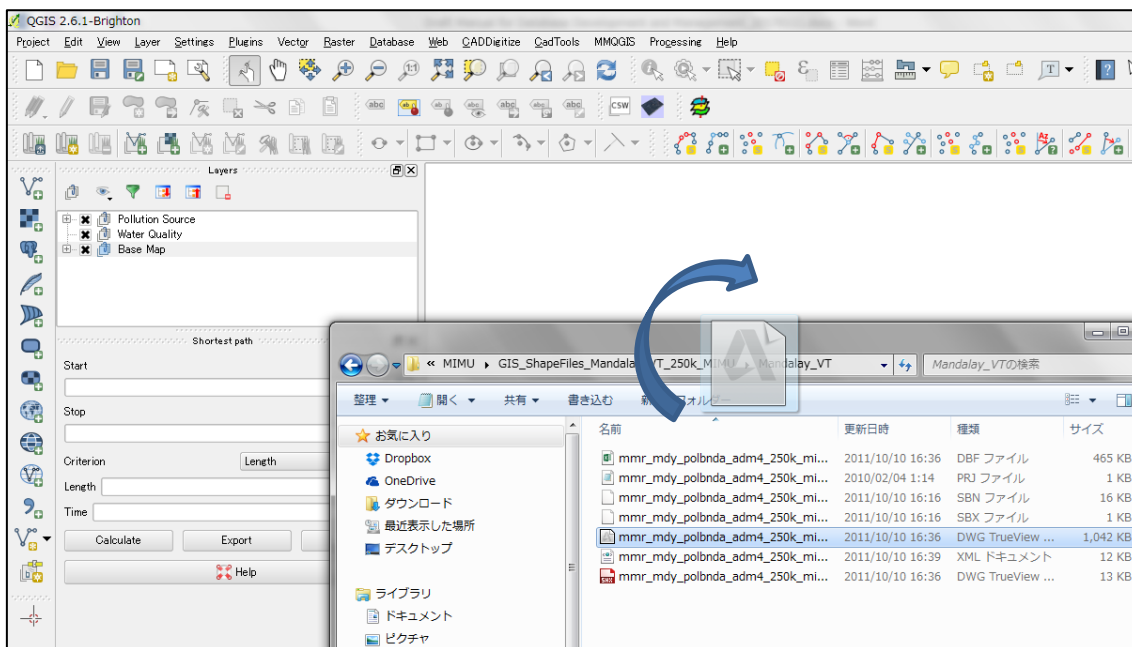 QGIS 2.6.1-Brighton
Project Edit View Layer Settings Plugins Vector Raster Database Web CADDigitize CadTools MMQGIS Processing Help
Layers
Pollution Source
Water Quality
Base Map
Shortest path
Start
Stop
Criterion Length
Length
Time
Calculate Export
Help
« MIMU GIS_ShapeFiles_Mandalay_VT_250k_MIMU Mandalay_VT Mandalay_VTの検索
整理 開く 共有 書き込む
お気に入り
Dropbox
OneDrive
ダウンロード
最近表示した場所
デスクトップ
ライブラリ
ドキュメント
ピクチャ
名前 更新日時 種類 サイズ
mmr_mdy_polbnda_adm4_250k_mi... 2011/10/10 16:36 DBF ファイル 465 KB
mmr_mdy_polbnda_adm4_250k_mi... 2010/02/04 1:14 PRJ ファイル 1 KB
mmr_mdy_polbnda_adm4_250k_mi... 2011/10/10 16:16 SBN ファイル 16 KB
mmr_mdy_polbnda_adm4_250k_mi... 2011/10/10 16:16 SBX ファイル 1 KB
mmr_mdy_polbnda_adm4_250k_mi... 2011/10/10 16:36 DWG TrueView ... 1,042 KB
mmr_mdy_polbnda_adm4_250k_mi... 2011/10/10 16:39 XML ドキュメント 12 KB
mmr_mdy_polbnda_adm4_250k_mi... 2011/10/10 16:36 DWG TrueView ... 13 KB